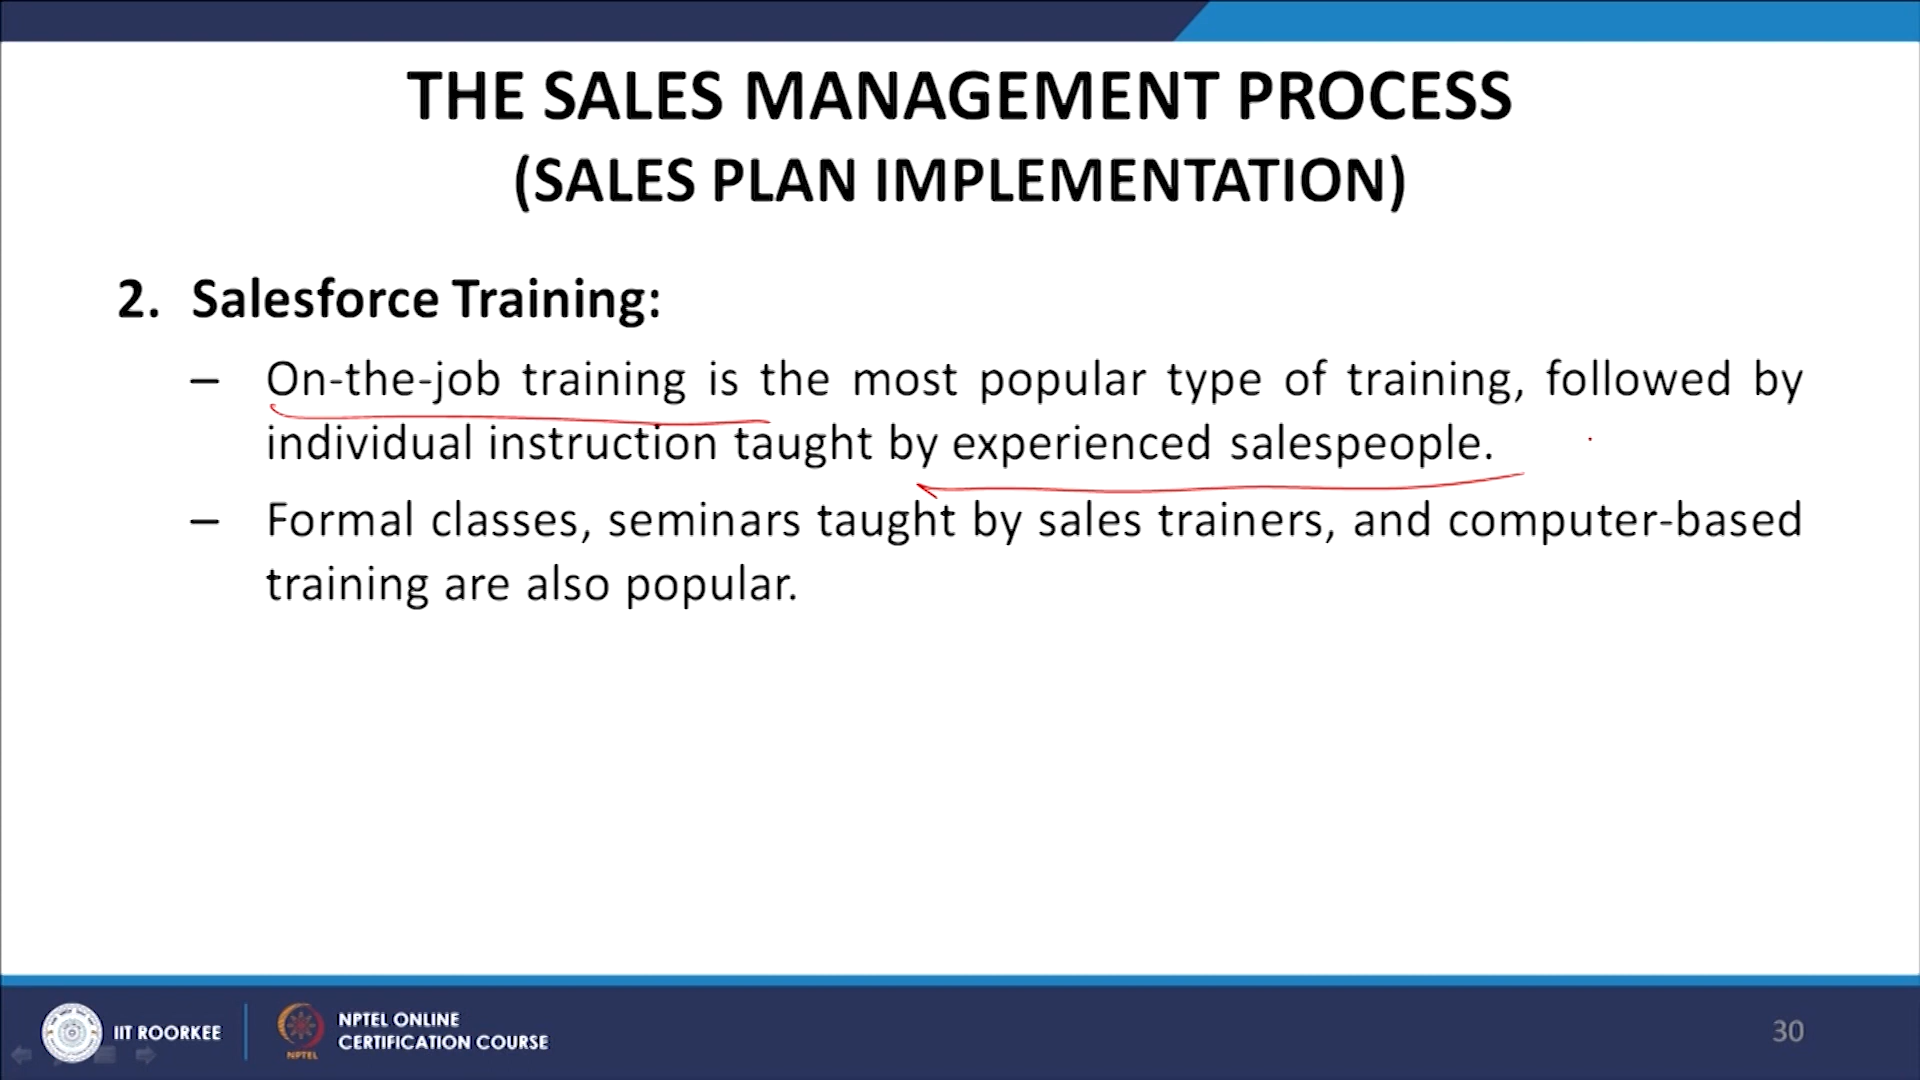 THE SALES MANAGEMENT PROCESS
(SALES PLAN IMPLEMENTATION)
2. Salesforce Training:
– On-the-job training is the most popular type of training, followed by
individual instruction taught by experienced salespeople.
– Formal classes, seminars taught by sales trainers, and computer-based
training are also popular.
IIT ROORKEE
NPTEL
NPTEL ONLINE
CERTIFICATION COURSE
30